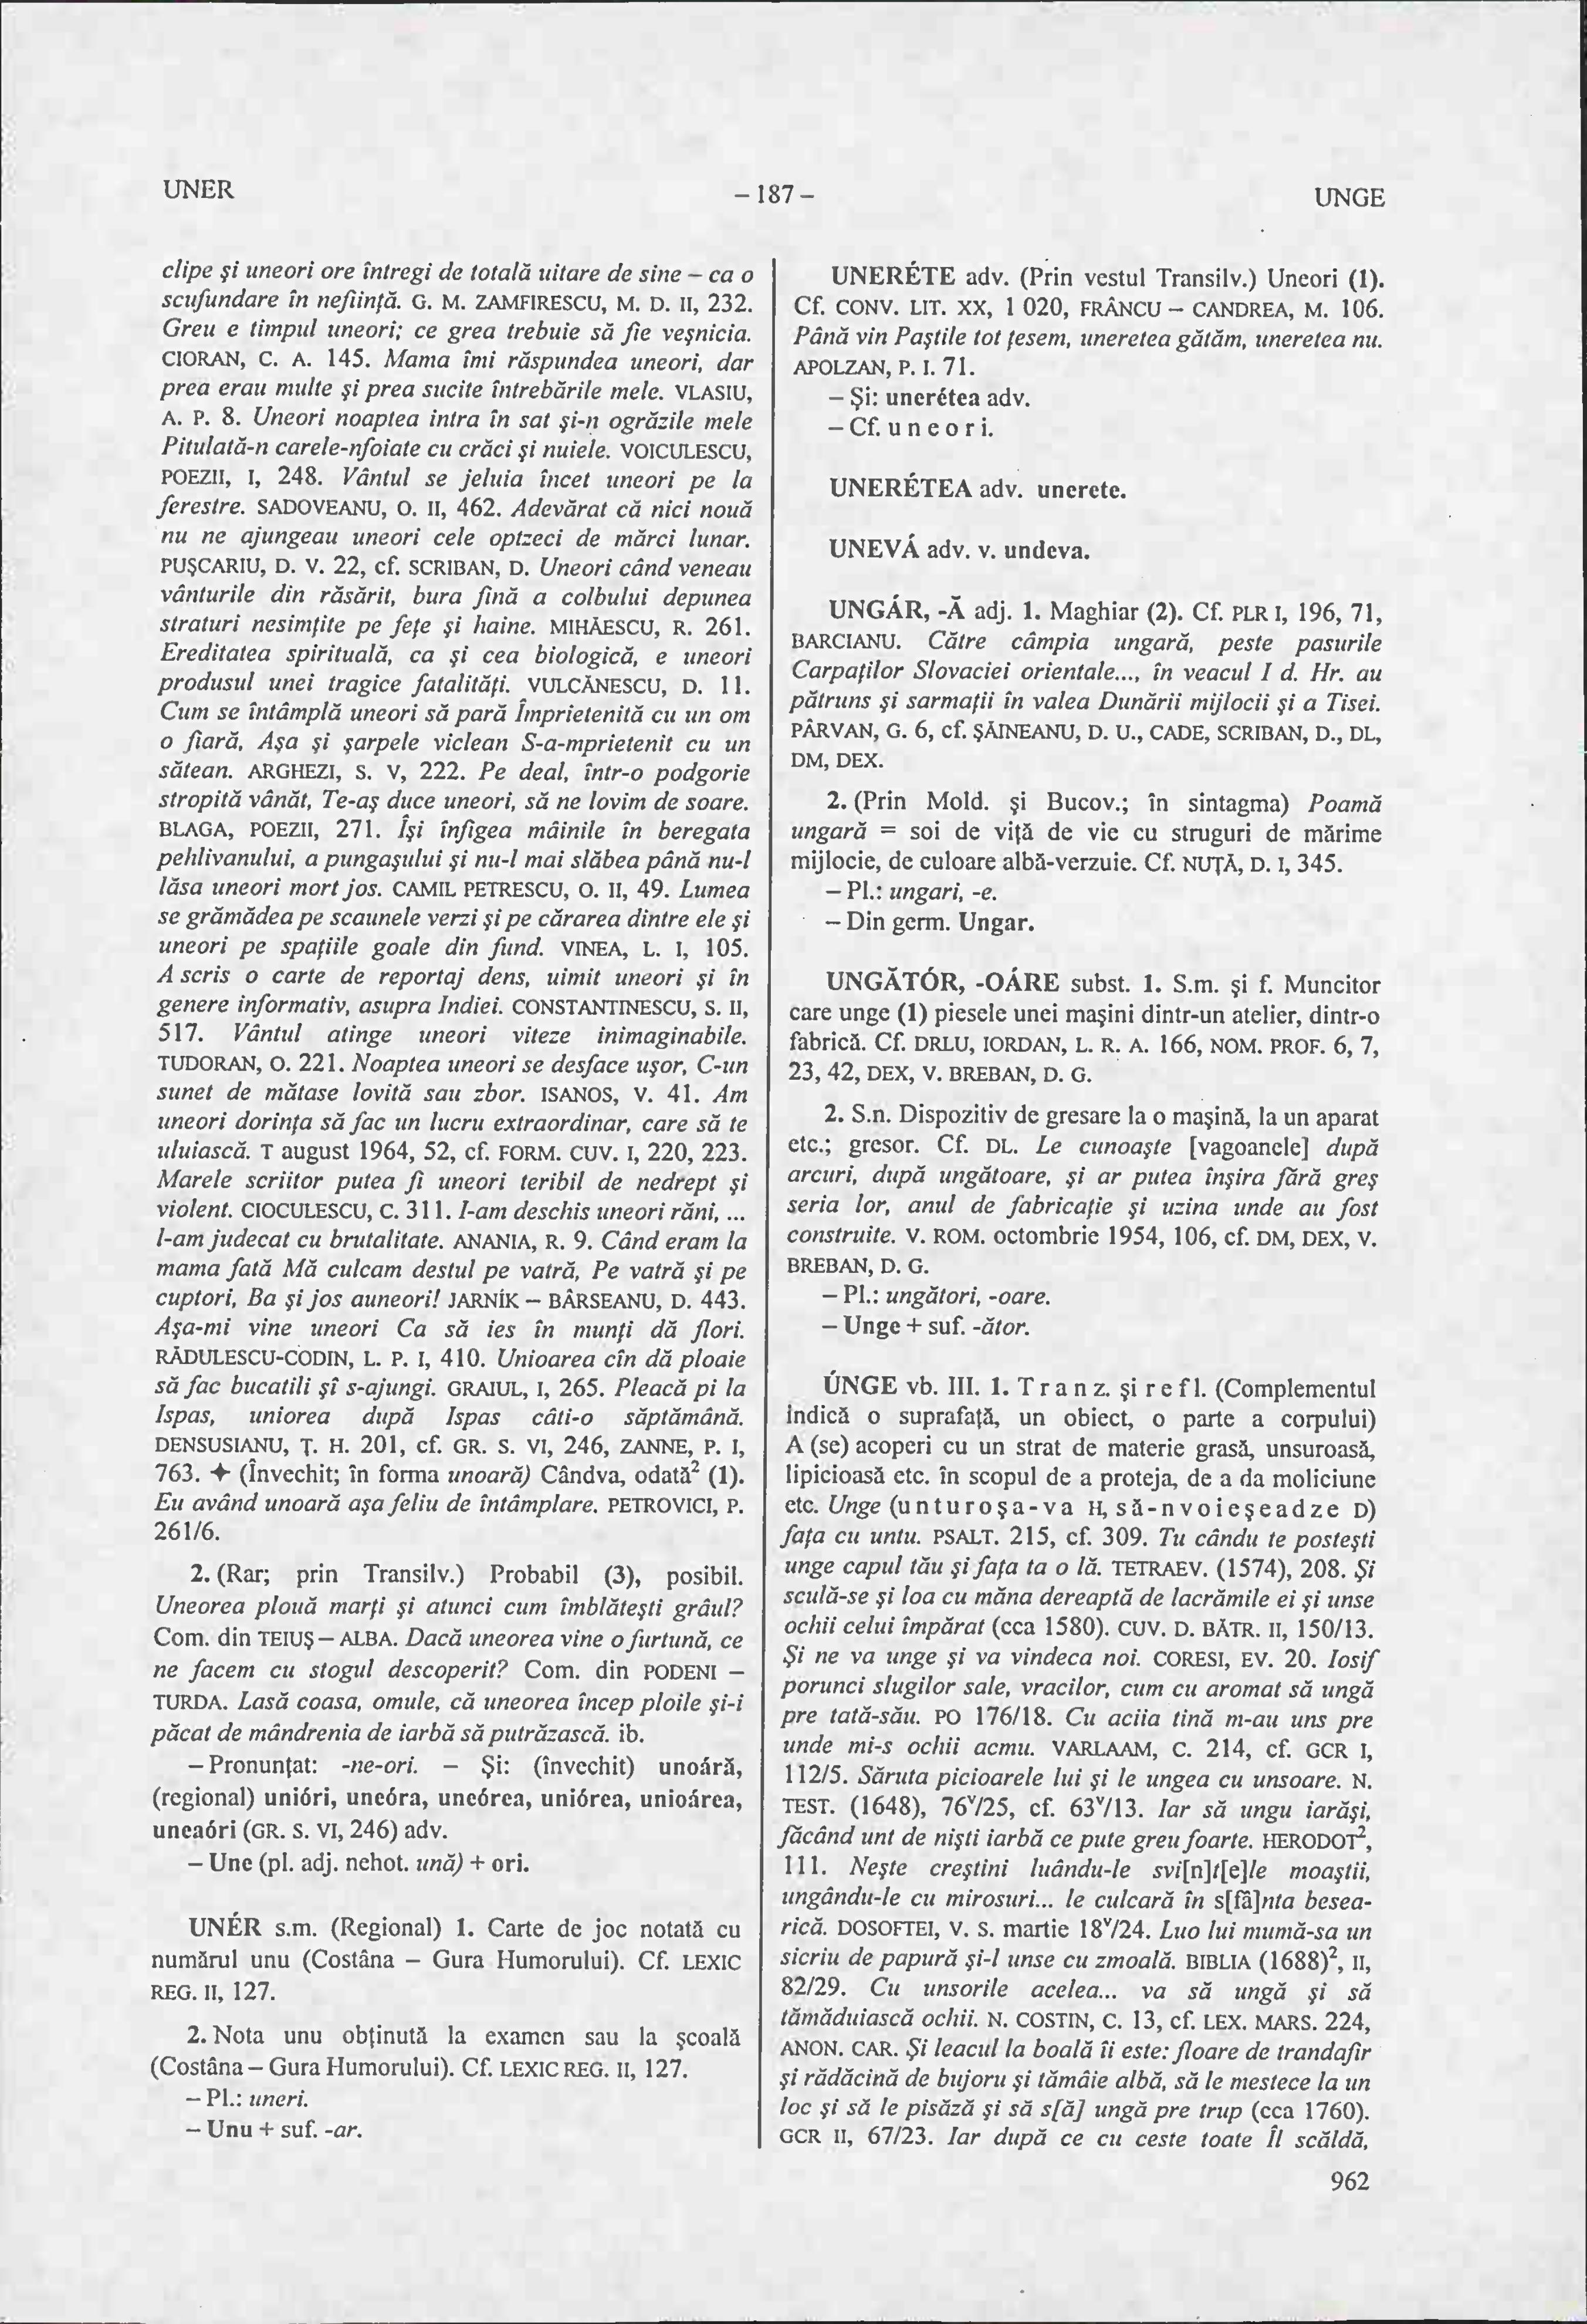 UNER
– 187 –
UNGE
clipe şi uneori ore întregi de totală uitare de sine – ca o
scufundare în nefiinţă. G. M. ZAMFIRESCU, M. D. II, 232.
Greu e timpul uneori; ce grea trebuie să fie veşnicia.
CIORAN, C. A. 145. Mama îmi răspundea uneori, dar
prea erau multe şi prea sucite întrebările mele. VLASIU,
A. P. 8. Uneori noaptea intra în sat şi-n ogrăzile mele
Pitulată-n carele-nfoiate cu crăci şi nuiele. VOICULESCU,
POEZII, I, 248. Vântul se jeluia încet uneori pe la
ferestre. SADOVEANU, O. II, 462. Adevărat că nici nouă
nu ne ajungeau uneori cele optzeci de mărci lunar.
PUŞCARIU, D. V. 22, cf. SCRIBAN, D. Uneori când veneau
vânturile din răsărit, bura fină a colbului depunea
straturi nesimţite pe feţe şi haine. MIHĂESCU, R. 261.
Ereditatea spirituală, ca şi cea biologică, e uneori
produsul unei tragice fatalităţi. VULCĂNESCU, D. 11.
Cum se întâmplă uneori să pară Împrietenită cu un om
o fiară, Aşa şi şarpele viclean S-a-mprietenit cu un
sătean. ARGHEZI, S. V, 222. Pe deal, într-o podgorie
stropită vânăt, Te-aş duce uneori, să ne lovim de soare.
BLAGA, POEZII, 271. Îşi înfigea mâinile în beregata
pehlivanului, a pungaşului şi nu-l mai slăbea până nu-l
lăsa uneori mort jos. CAMIL PETRESCU, O. II, 49. Lumea
se grămădea pe scaunele verzi şi pe cărarea dintre ele şi
uneori pe spaţiile goale din fund. VINEA, L. I, 105.
A scris o carte de reportaj dens, uimit uneori şi în
genere informativ, asupra Indiei. CONSTANTINESCU, S. II,
517. Vântul atinge uneori viteze inimaginabile.
TUDORAN, O. 221. Noaptea uneori se desface uşor, C-un
sunet de mătase lovită sau zbor. ISANOS, V. 41. Am
uneori dorinţa să fac un lucru extraordinar, care să te
uluiască. T august 1964, 52, cf. FORM. CUV. I, 220, 223.
Marele scriitor putea fi uneori teribil de nedrept şi
violent. CIOCULESCU, C. 311. I-am deschis uneori răni, ...
l-am judecat cu brutalitate. ANANIA, R. 9. Când eram la
mama fată Mă culcam destul pe vatră, Pe vatră şi pe
cuptori, Ba şi jos auneori! JARNÍK – BÂRSEANU, D. 443.
Aşa-mi vine uneori Ca să ies în munţi dă flori.
RĂDULESCU-CODIN, L. P. I, 410. Unioarea cîn dă ploaie
să fac bucatili şî s-ajungi. GRAIUL, I, 265. Pleacă pi la
Ispas, uniorea după Ispas câti-o săptămână.
DENSUSIANU, Ţ. H. 201, cf. GR. S. VI, 246, ZANNE, P. I,
763. ✦ (Învechit; în forma unoară) Cândva, odată² (1).
Eu având unoară aşa feliu de întâmplare. PETROVICI, P.
261/6.
2. (Rar; prin Transilv.) Probabil (3), posibil.
Uneorea plouă marţi şi atunci cum îmblăteşti grâul?
Com. din TEIUŞ – ALBA. Dacă uneorea vine o furtună, ce
ne facem cu stogul descoperit? Com. din PODENI –
TURDA. Lasă coasa, omule, că uneorea încep ploile şi-i
păcat de mândrenia de iarbă să putrăzască. ib.
– Pronunţat: -ne-ori. – Şi: (învechit) unoáră,
(regional) unióri, uneóra, uneórea, uniórea, unioárea,
uneaóri (GR. S. VI, 246) adv.
– Une (pl. adj. nehot. ună) + ori.
UNÉR s.m. (Regional) 1. Carte de joc notată cu
numărul unu (Costâna – Gura Humorului). Cf. LEXIC
REG. II, 127.
2. Nota unu obţinută la examen sau la şcoală
(Costâna – Gura Humorului). Cf. LEXIC REG. II, 127.
– Pl.: uneri.
– Unu + suf. -ar.
UNERÉTE adv. (Prin vestul Transilv.) Uneori (1).
Cf. CONV. LIT. XX, 1 020, FRÂNCU – CANDREA, M. 106.
Până vin Paştile tot ţesem, uneretea gătăm, uneretea nu.
APOLZAN, P. I. 71.
– Şi: unerétea adv.
– Cf. uneori.
UNERÉTEA adv. unerete.
UNEVÁ adv. v. undeva.
UNGÁR, -Ă adj. 1. Maghiar (2). Cf. PLR I, 196, 71,
BARCIANU. Către câmpia ungară, peste pasurile
Carpaţilor Slovaciei orientale..., în veacul I d. Hr. au
pătruns şi sarmaţii în valea Dunării mijlocii şi a Tisei.
PÂRVAN, G. 6, cf. ŞĂINEANU, D. U., CADE, SCRIBAN, D., DL,
DM, DEX.
2. (Prin Mold. şi Bucov.; în sintagma) Poamă
ungară = soi de viţă de vie cu struguri de mărime
mijlocie, de culoare albă-verzuie. Cf. NUŢĂ, D. I, 345.
– Pl.: ungari, -e.
– Din germ. Ungar.
UNGĂTÓR, -OÁRE subst. 1. S.m. şi f. Muncitor
care unge (1) piesele unei maşini dintr-un atelier, dintr-o
fabrică. Cf. DRLU, IORDAN, L. R. A. 166, NOM. PROF. 6, 7,
23, 42, DEX, V. BREBAN, D. G.
2. S.n. Dispozitiv de gresare la o maşină, la un aparat
etc.; gresor. Cf. DL. Le cunoaşte [vagoanele] după
arcuri, după ungătoare, şi ar putea înşira fără greş
seria lor, anul de fabricaţie şi uzina unde au fost
construite. V. ROM. octombrie 1954, 106, cf. DM, DEX, V.
BREBAN, D. G.
– Pl.: ungători, -oare.
– Unge + suf. -ător.
ÚNGE vb. III. 1. Tranz. şi refl. (Complementul
indică o suprafaţă, un obiect, o parte a corpului)
A (se) acoperi cu un strat de materie grasă, unsuroasă,
lipicioasă etc. în scopul de a proteja, de a da moliciune
etc. Unge (unturoşa-va H, să-nvoieşeadze D)
faţa cu untu. PSALT. 215, cf. 309. Tu cându te posteşti
unge capul tău şi faţa ta o lă. TETRAEV. (1574), 208. Şi
sculă-se şi loa cu măna dereaptă de lacrămile ei şi unse
ochii celui împărat (cca 1580). CUV. D. BĂTR. II, 150/13.
Şi ne va unge şi va vindeca noi. CORESI, EV. 20. Iosif
porunci slugilor sale, vracilor, cum cu aromat să ungă
pre tată-său. PO 176/18. Cu aciia tină m-au uns pre
unde mi-s ochii acmu. VARLAAM, C. 214, cf. GCR I,
112/5. Săruta picioarele lui şi le ungea cu unsoare. N.
TEST. (1648), 76ᵛ/25, cf. 63ᵛ/13. Iar să ungu iarăşi,
făcând unt de nişti iarbă ce pute greu foarte. HERODOT²,
111. Neşte creştini luându-le svi[n]t[e]le moaştii,
ungându-le cu mirosuri... le culcară în s[fâ]nta besea-
rică. DOSOFTEI, V. S. martie 18ᵛ/24. Luo lui mumă-sa un
sicriu de papură şi-l unse cu zmoală. BIBLIA (1688)², II,
82/29. Cu unsorile acelea... va să ungă şi să
tămăduiască ochii. N. COSTIN, C. 13, cf. LEX. MARS. 224,
ANON. CAR. Şi leacul la boală îi este: floare de trandafir
şi rădăcină de bujoru şi tămâie albă, să le mestece la un
loc şi să le pisăză şi să s[ă] ungă pre trup (cca 1760).
GCR II, 67/23. Iar după ce cu ceste toate Îl scăldă,
962